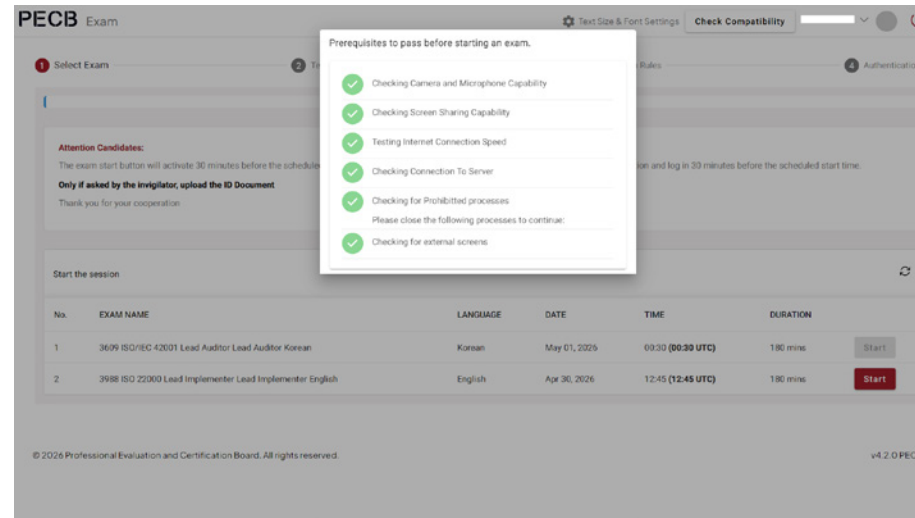 PECB Exam
Text Size & Font Settings
Check Compatibility
Prerequisites to pass before starting an exam.
1 Select Exam
2
Rules
4 Authenticatio
Checking Camera and Microphone Capability
Checking Screen Sharing Capability
Testing Internet Connection Speed
Checking Connection To Server
Checking for Prohibitted processes
Please close the following processes to continue:
Checking for external screens
Attention Candidates:
The exam start button will activate 30 minutes before the schedule
ion and log in 30 minutes before the scheduled start time.
Only if asked by the invigilator, upload the ID Document
Thank you for your cooperation
Start the session
No. EXAM NAME LANGUAGE DATE TIME DURATION
1 3609 ISO/IEC 42001 Lead Auditor Lead Auditor Korean Korean May 01, 2026 00:30 (00:30 UTC) 180 mins Start
2 3988 ISO 22000 Lead Implementer Lead Implementer English English Apr 30, 2026 12:45 (12:45 UTC) 180 mins Start
© 2026 Professional Evaluation and Certification Board. All rights reserved.
v4.2.0 PEC